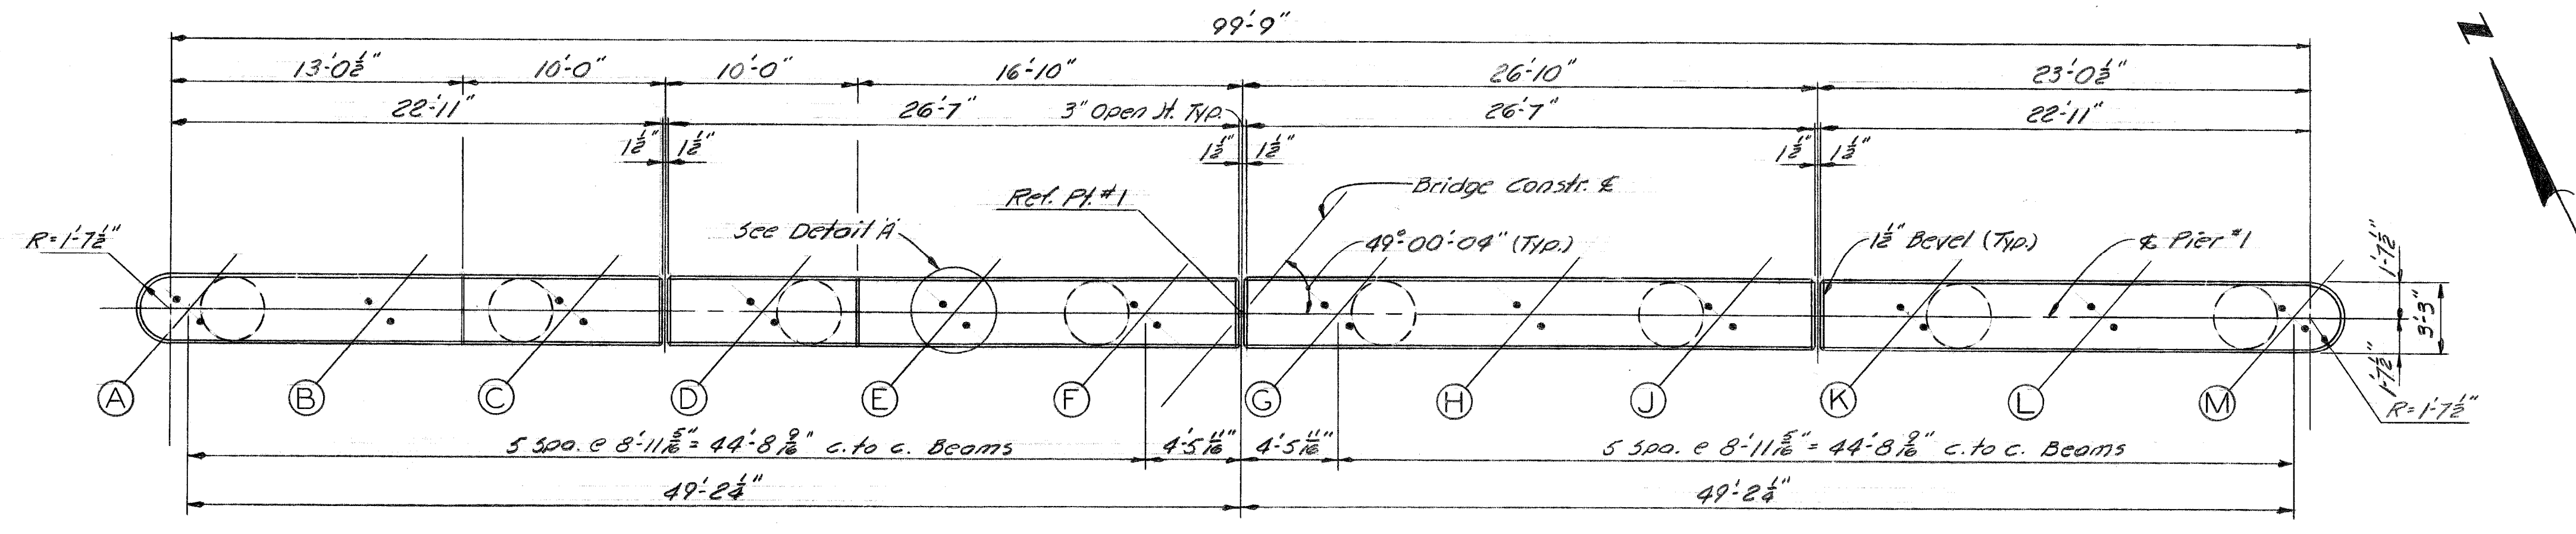 99'-9"
N
13'-0½" 10'-0" 10'-0" 16'-10" 26'-10" 23'-0½"
22'-11" 26'-7" 3" Open Jt. Typ. 26'-7" 22'-11"
1½" 1½" 1½" 1½" 1½" 1½"
Ref. Pt. #1 Bridge Constr. ℄
R=1'-7½" See Detail A 49°-00'-04" (Typ.) 1½" Bevel (Typ.) ℄ Pier #1 1'-7½"
3'-3"
1'-7½"
A B C D E F G H J K L M
R=1'-7½"
5 Spa. @ 8'-11 5/16" = 44'-8 9/16" c. to c. Beams 4'-5 11/16" 4'-5 11/16" 5 Spa. @ 8'-11 5/16" = 44'-8 9/16" c. to c. Beams
49'-2¼" 49'-2¼"